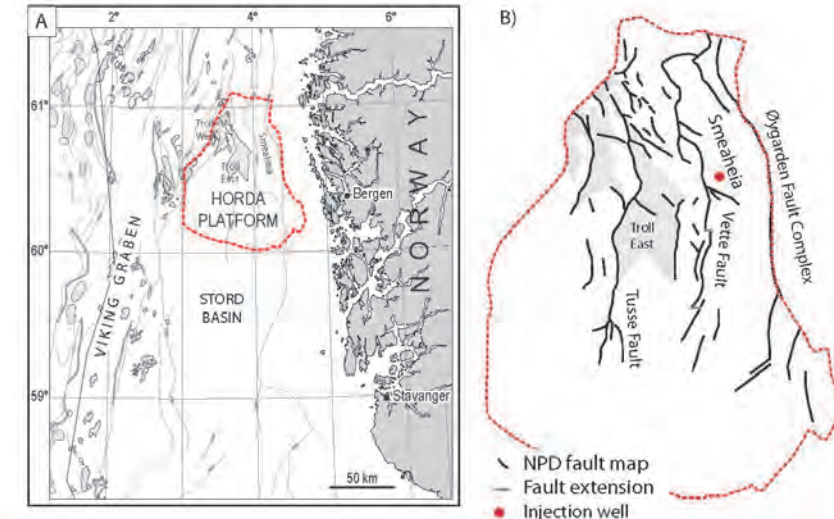 A
2°
4°
6°
61°
60°
59°
Troll
West
Troll
East
Smeaheia
HORDA
PLATFORM
VIKING GRABEN
STORD
BASIN
Bergen
NORWAY
Stavanger
50 km
B)
Smeaheia
Øygarden Fault Complex
Troll
East
Vette Fault
Tusse Fault
NPD fault map
Fault extension
Injection well